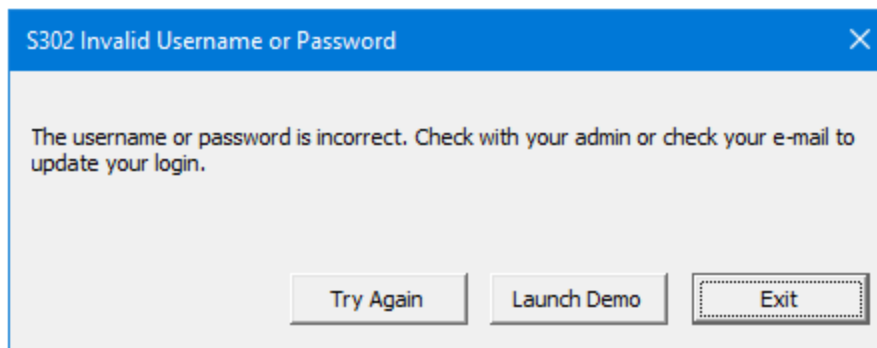 S302 Invalid Username or Password
The username or password is incorrect. Check with your admin or check your e-mail to
update your login.
Try Again
Launch Demo
Exit